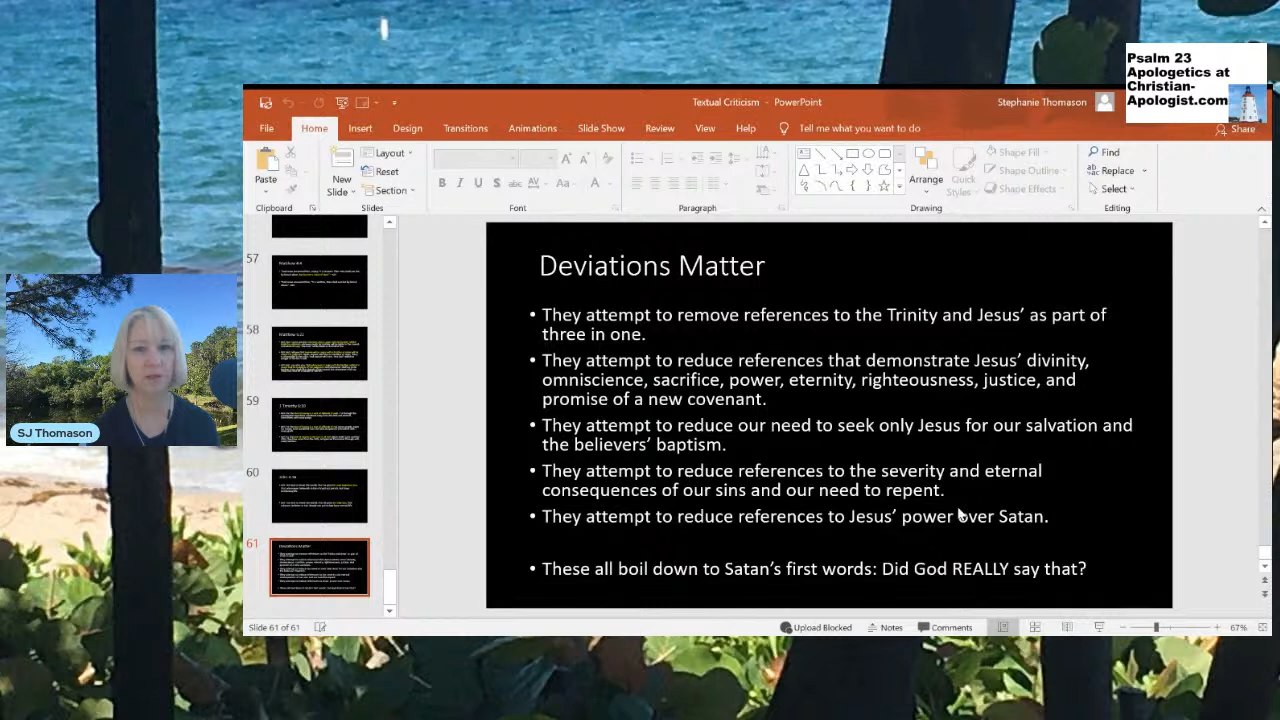 Psalm 23
Apologetics at
Christian-
Apologist.com
Textual Criticism - PowerPoint
Stephanie Thomason
File Home Insert Design Transitions Animations Slide Show Review View Help Tell me what you want to do Share
Paste
Clipboard
New
Slide
Layout
Reset
Section
Slides
B I U S abc AV Aa A
Font
Paragraph
Arrange
Quick
Styles
Shape Fill
Shape Outline
Shape Effects
Drawing
Find
Replace
Select
Editing
57
58
59
60
61
Deviations Matter
• They attempt to remove references to the Trinity and Jesus’ as part of
three in one.
• They attempt to reduce references that demonstrate Jesus’ divinity,
omniscience, sacrifice, power, eternity, righteousness, justice, and
promise of a new covenant.
• They attempt to reduce our need to seek only Jesus for our salvation and
the believers’ baptism.
• They attempt to reduce references to the severity and eternal
consequence of our sins and our need to repent.
• They attempt to reduce references to Jesus’ power over Satan.
• These all boil down to Satan’s first words: Did God REALLY say that?
SJ Thomason
Slide 61 of 61
Upload Blocked
Notes
Comments
67%